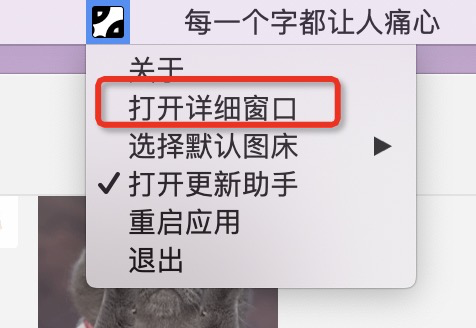 每一个字都让人痛心
关于
打开详细窗口
选择默认图床
打开更新助手
重启应用
退出